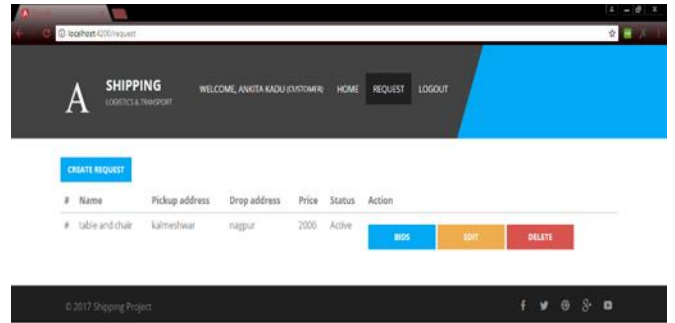 localhost:4200/request
A
SHIPPING
LOGISTICS & TRANSPORT
WELCOME, ANKITA KADU (CUSTOMER) HOME REQUEST LOGOUT
CREATE REQUEST
# Name Pickup address Drop address Price Status Action
# table and chair kalmeshwar nagpur 2000 Active BIDS EDIT DELETE
© 2017 Shipping Project